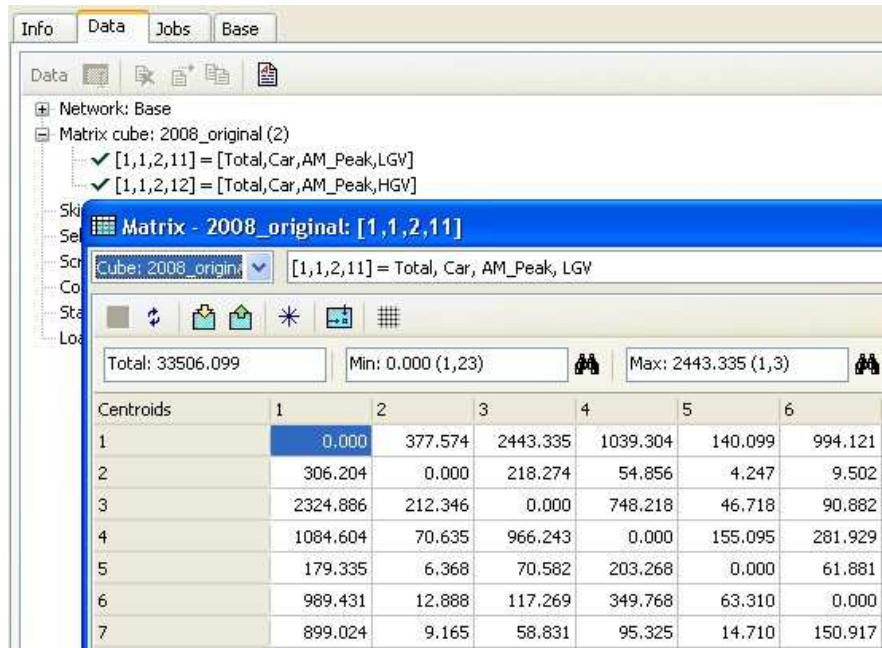 Info Data Jobs Base
Data
Network: Base
Matrix cube: 2008_original (2)
[1,1,2,11] = [Total,Car,AM_Peak,LGV]
[1,1,2,12] = [Total,Car,AM_Peak,HGV]
Matrix - 2008_original: [1,1,2,11]
Cube: 2008_origina [1,1,2,11] = Total, Car, AM_Peak, LGV
Total: 33506.099 Min: 0.000 (1,23) Max: 2443.335 (1,3)
Centroids 1 2 3 4 5 6
1 0.000 377.574 2443.335 1039.304 140.099 994.121
2 306.204 0.000 218.274 54.856 4.247 9.502
3 2324.886 212.346 0.000 748.218 46.718 90.882
4 1084.604 70.635 966.243 0.000 155.095 281.929
5 179.335 6.368 70.582 203.268 0.000 61.881
6 989.431 12.888 117.269 349.768 63.310 0.000
7 899.024 9.165 58.831 95.325 14.710 150.917